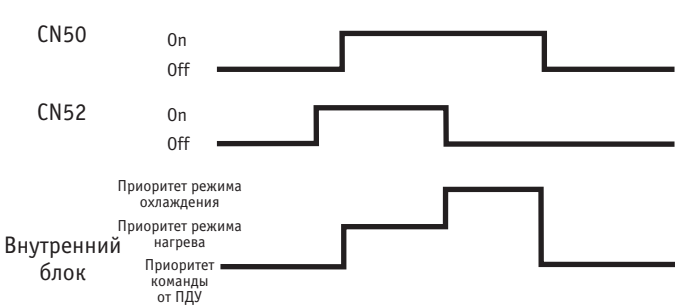 CN50
On
Off
CN52
On
Off
Приоритет режима
охлаждения
Приоритет режима
нагрева
Внутренний
блок
Приоритет
команды
от ПДУ